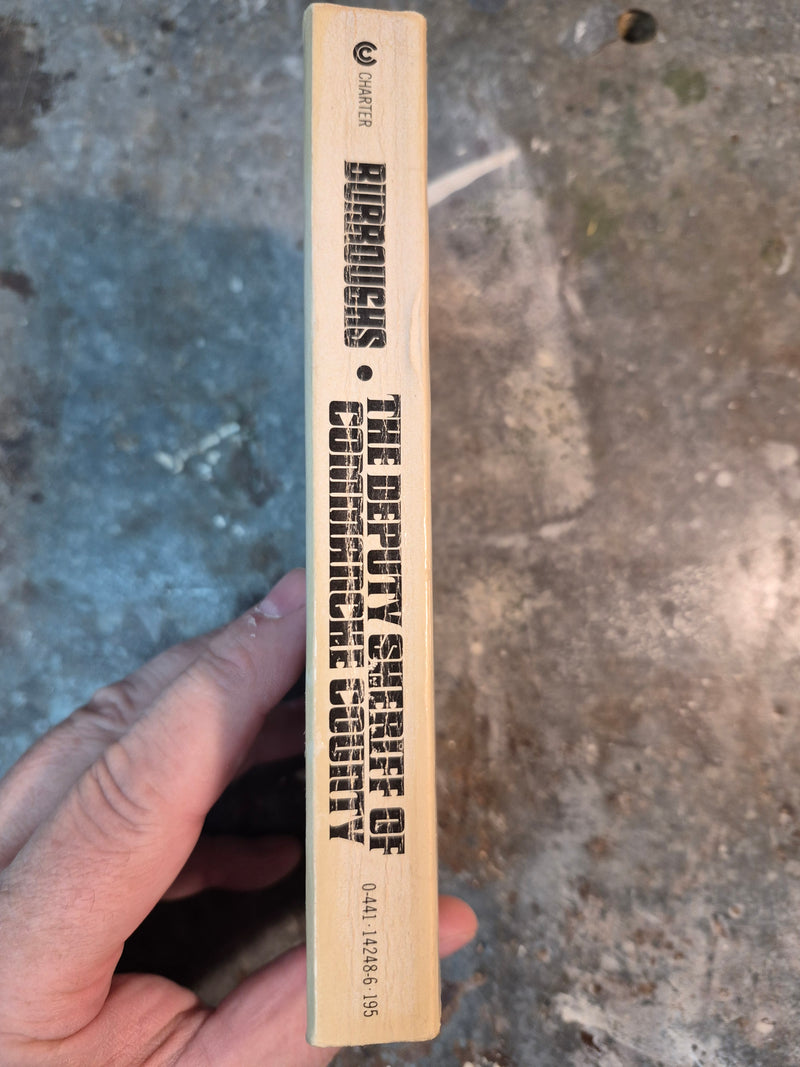 C CHARTER
BURROUGHS • THE DEPUTY SHERIFF OF
COMMANCHE COUNTY
0-441-14248-6·195